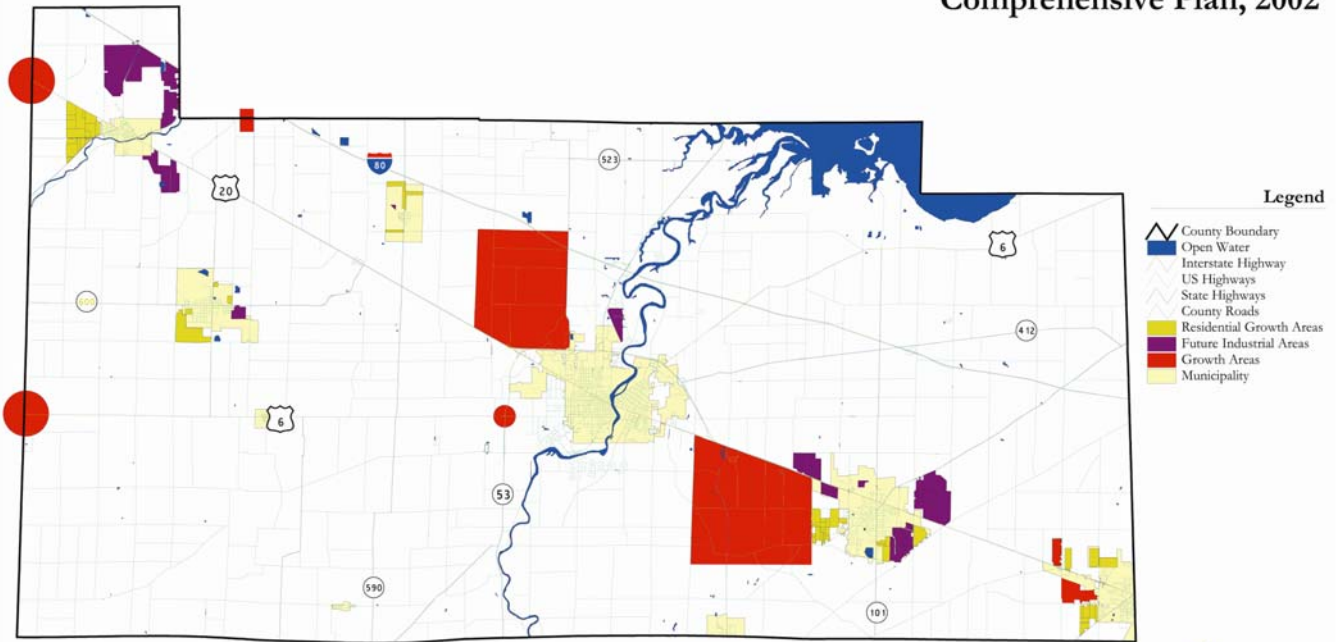 Comprehensive Plan, 2002
80
523
20
6
600
412
6
53
590
101
Legend
County Boundary
Open Water
Interstate Highway
US Highways
State Highways
County Roads
Residential Growth Areas
Future Industrial Areas
Growth Areas
Municipality